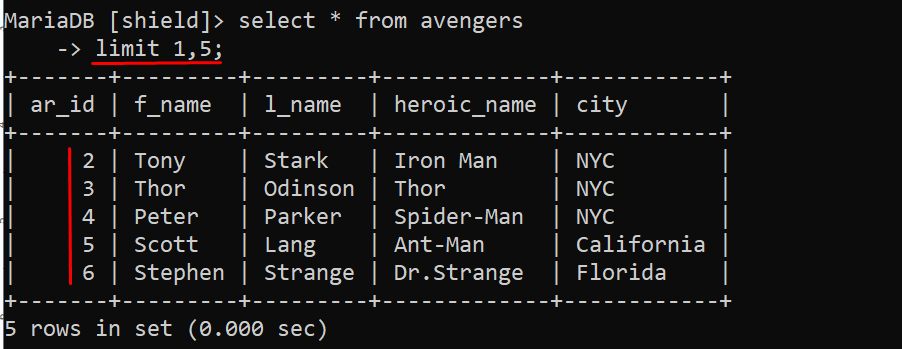 MariaDB [shield]> select * from avengers
    -> limit 1,5;
+-------+---------+---------+-------------+------------+
| ar_id | f_name  | l_name  | heroic_name | city       |
+-------+---------+---------+-------------+------------+
|     2 | Tony    | Stark   | Iron Man    | NYC        |
|     3 | Thor    | Odinson | Thor        | NYC        |
|     4 | Peter   | Parker  | Spider-Man  | NYC        |
|     5 | Scott   | Lang    | Ant-Man     | California |
|     6 | Stephen | Strange | Dr.Strange  | Florida    |
+-------+---------+---------+-------------+------------+
5 rows in set (0.000 sec)